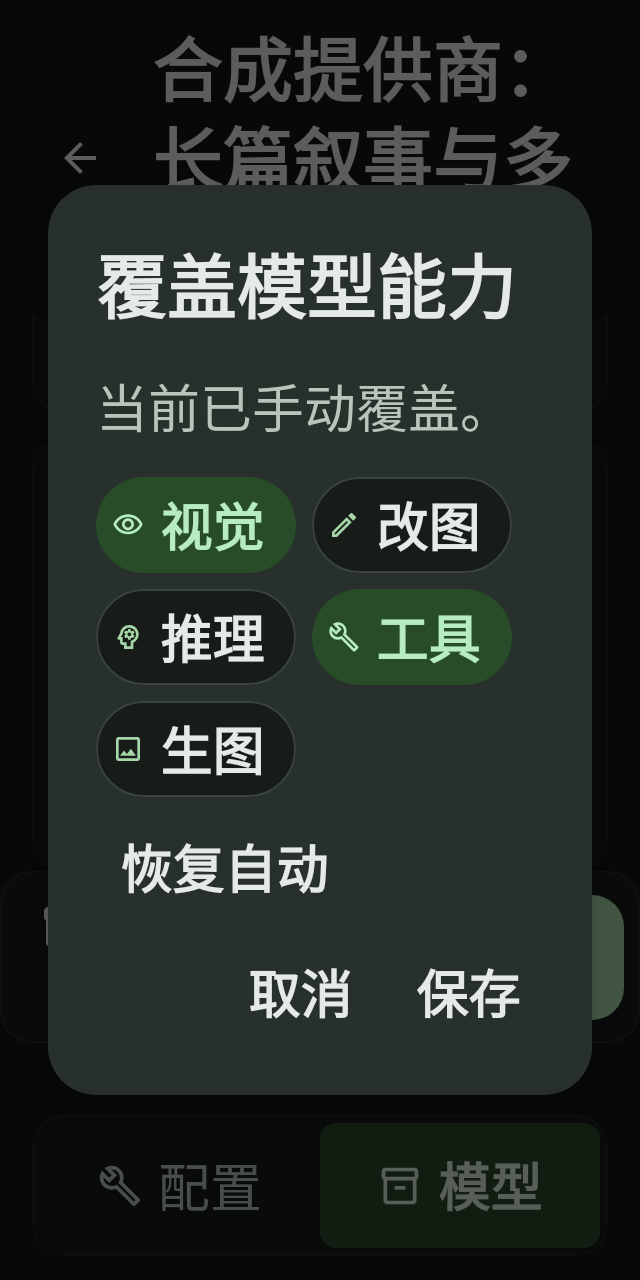 合成提供商：
长篇叙事与多
覆盖模型能力
当前已手动覆盖。
视觉
改图
推理
工具
生图
恢复自动
取消
保存
配置
模型